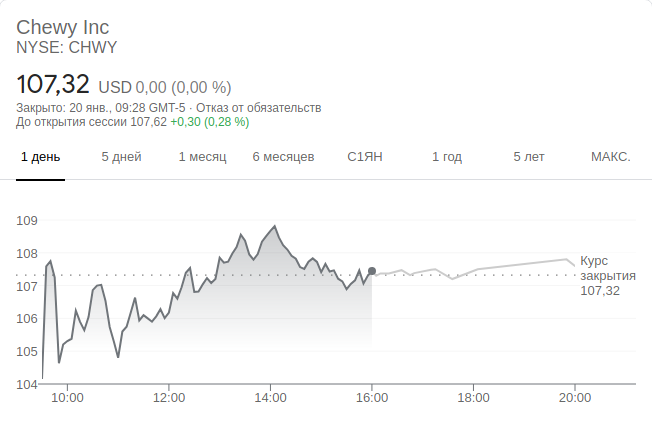 Chewy Inc
NYSE: CHWY
107,32 USD 0,00 (0,00 %)
Закрыто: 20 янв., 09:28 GMT-5 · Отказ от обязательств
До открытия сессии 107,62 +0,30 (0,28 %)
1 день 5 дней 1 месяц 6 месяцев С1ЯН 1 год 5 лет МАКС.
109
108
107
106
105
104
Курс
закрытия
107,32
10:00 12:00 14:00 16:00 18:00 20:00